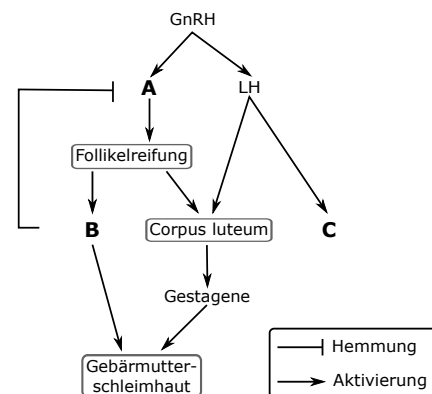 GnRH
A
LH
Follikelreifung
B
Corpus luteum
C
Gestagene
Gebärmutter-
schleimhaut
Hemmung
Aktivierung